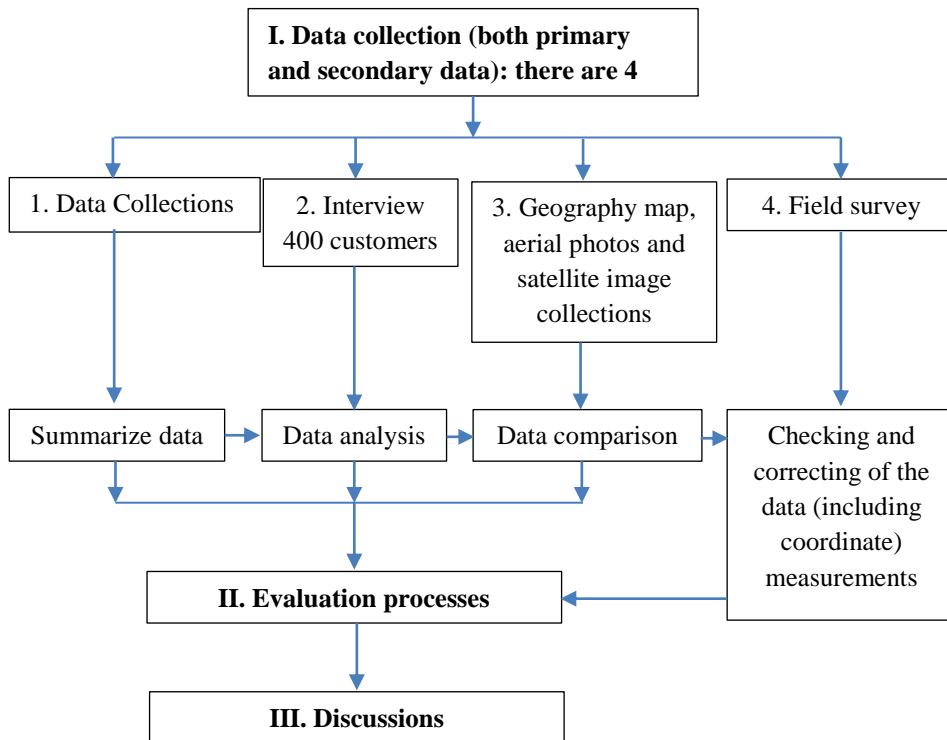 I. Data collection (both primary
and secondary data): there are 4
1. Data Collections
2. Interview
400 customers
3. Geography map,
aerial photos and
satellite image
collections
4. Field survey
Summarize data
Data analysis
Data comparison
Checking and
correcting of the
data (including
coordinate)
measurements
II. Evaluation processes
III. Discussions